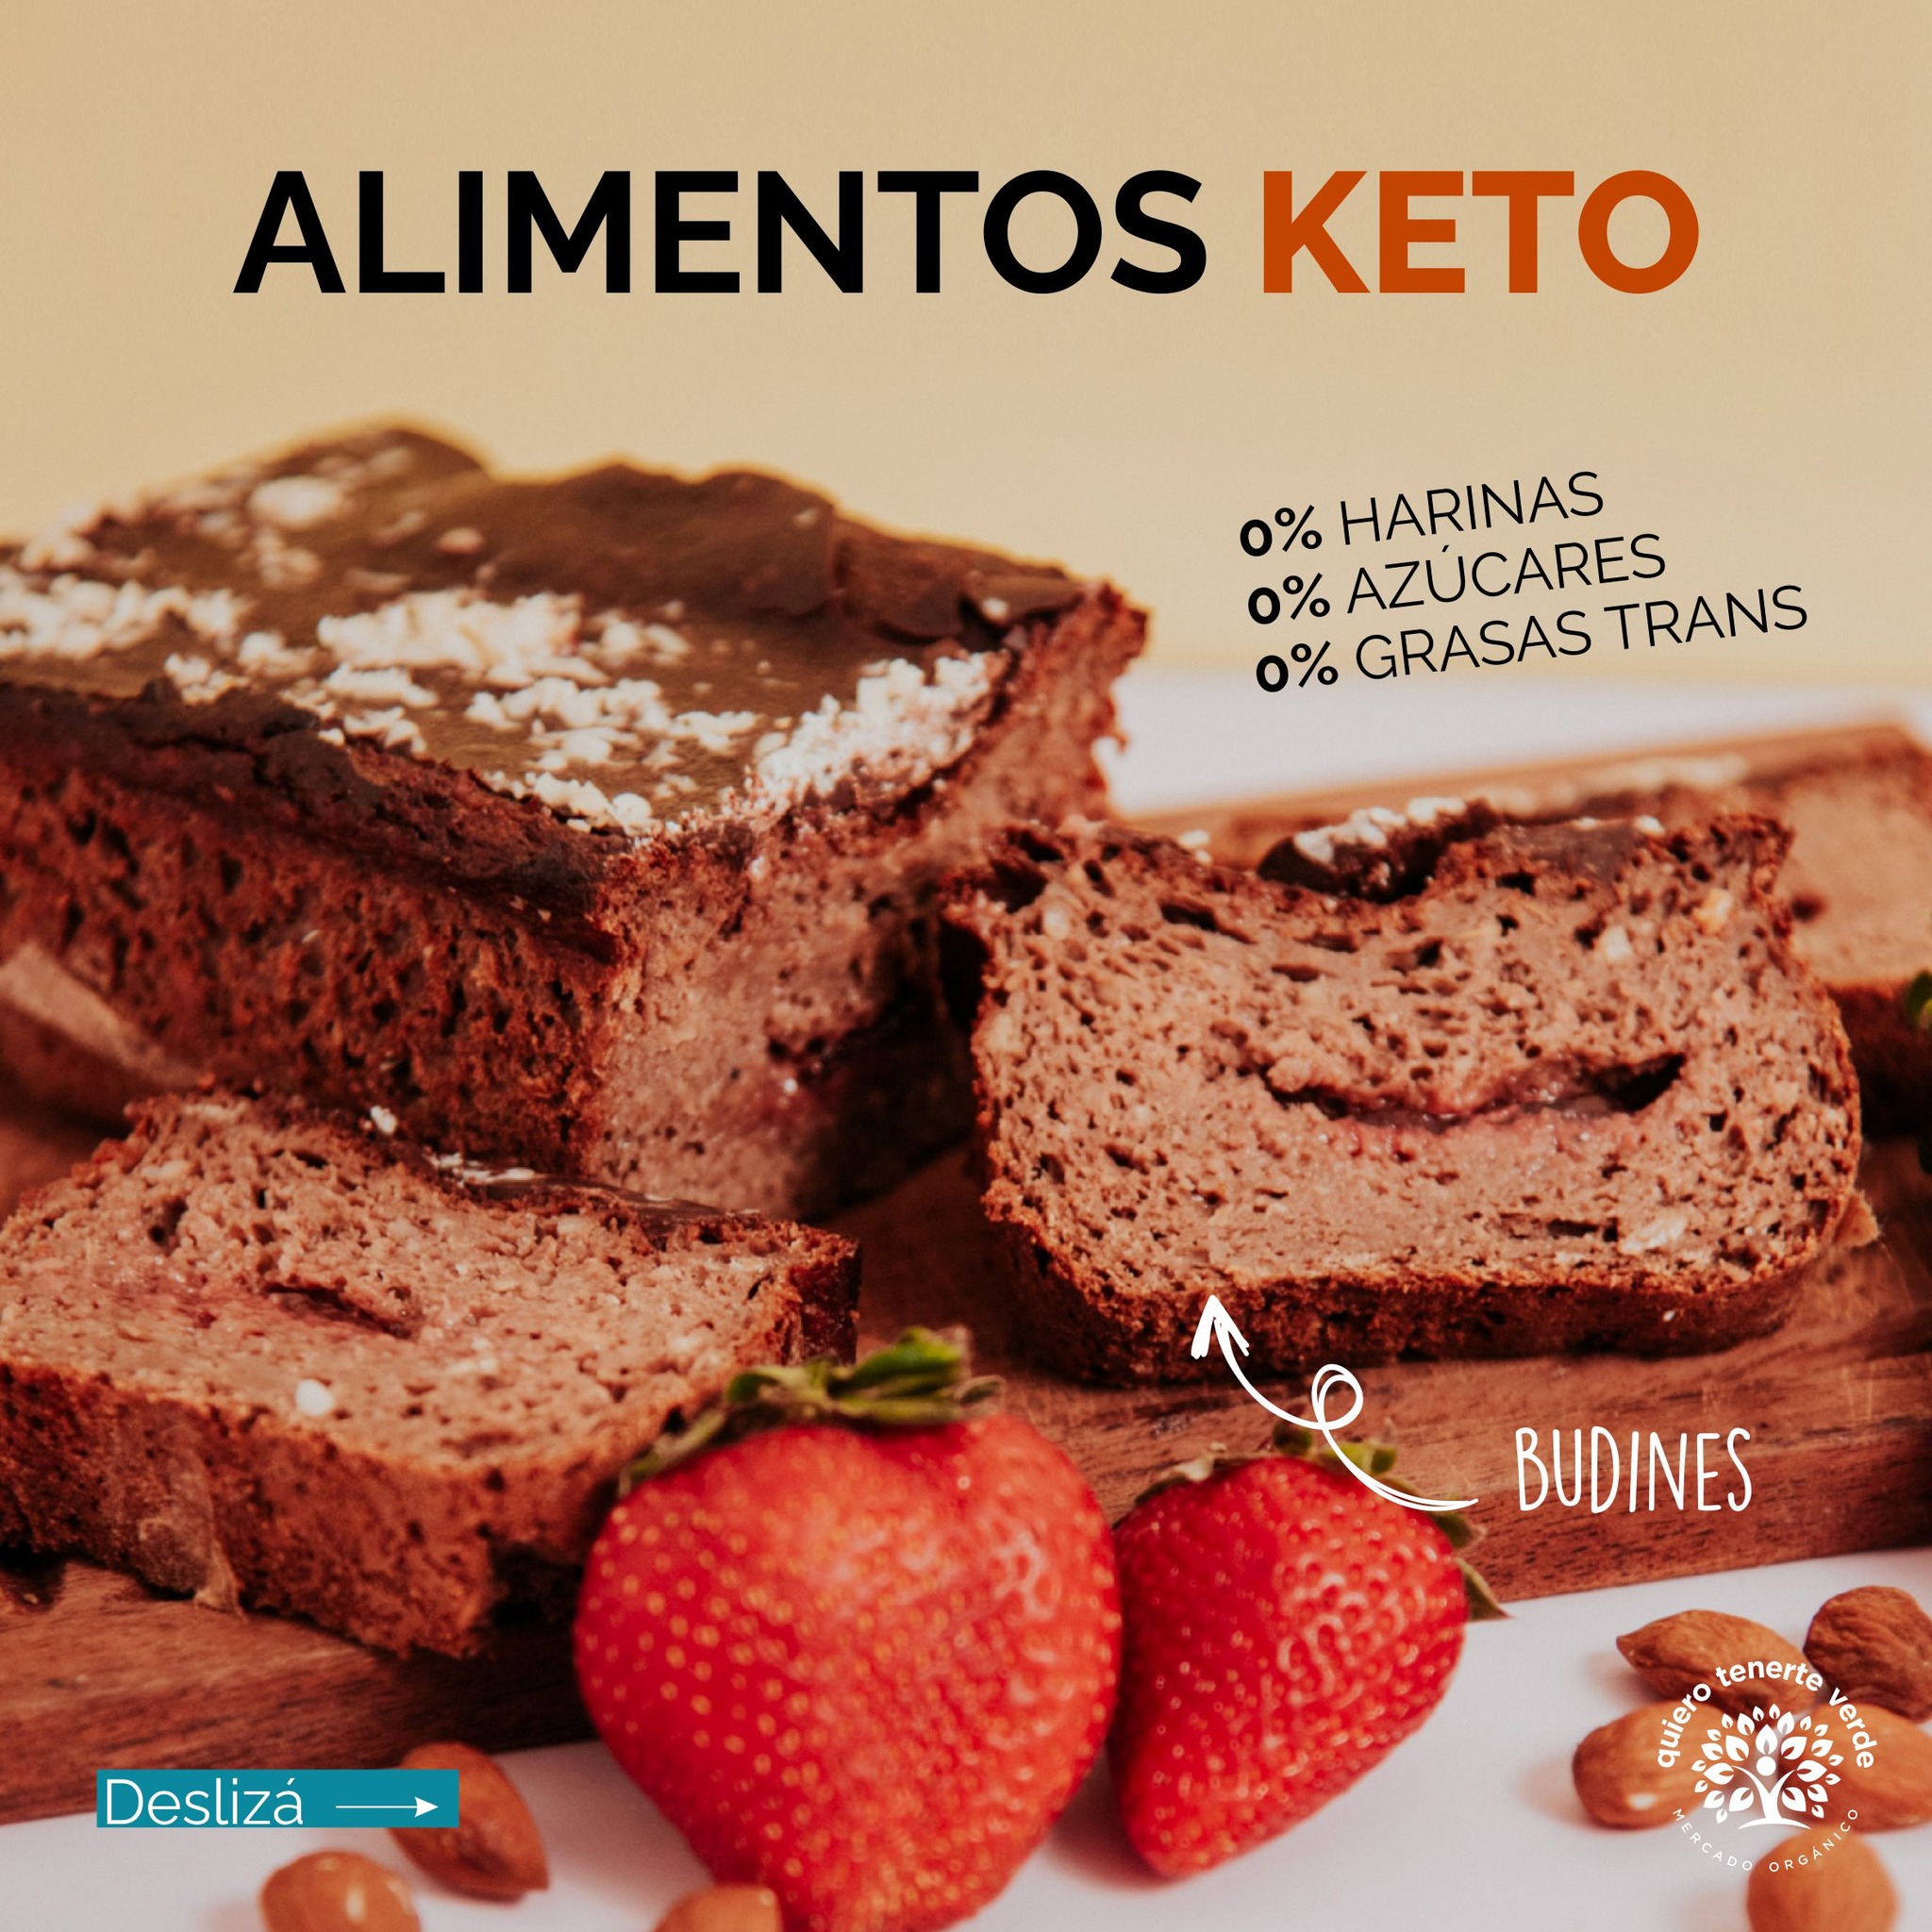 ALIMENTOS KETO
0% HARINAS
0% AZÚCARES
0% GRASAS TRANS
BUDINES
Deslizá
quiero tenerte verde
MERCADO ORGÁNICO